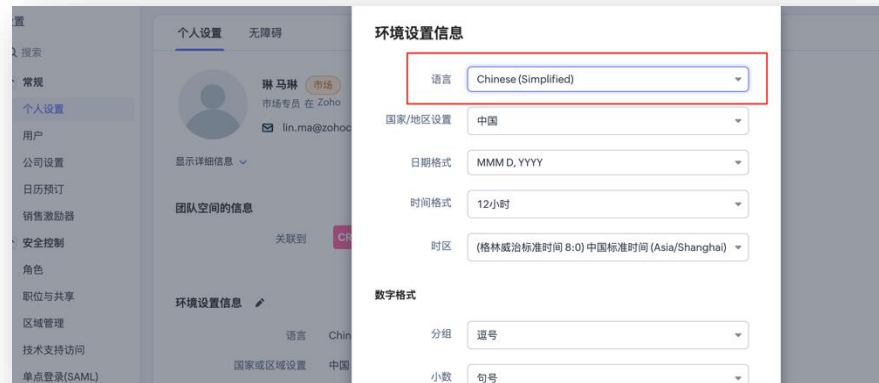 置
搜索
常规
个人设置
用户
公司设置
日历预订
销售激励器
安全控制
角色
职位与共享
区域管理
技术支持访问
单点登录(SAML)
个人设置 无障碍
琳 马琳 市场
市场专员 在 Zoho
lin.ma@zohoc
显示详细信息
团队空间的信息
关联到 CR
环境设置信息
语言 Chin
国家或区域设置 中国
环境设置信息
语言 Chinese (Simplified)
国家/地区设置 中国
日期格式 MMM D, YYYY
时间格式 12小时
时区 (格林威治标准时间 8:0) 中国标准时间 (Asia/Shanghai)
数字格式
分组 逗号
小数 句号